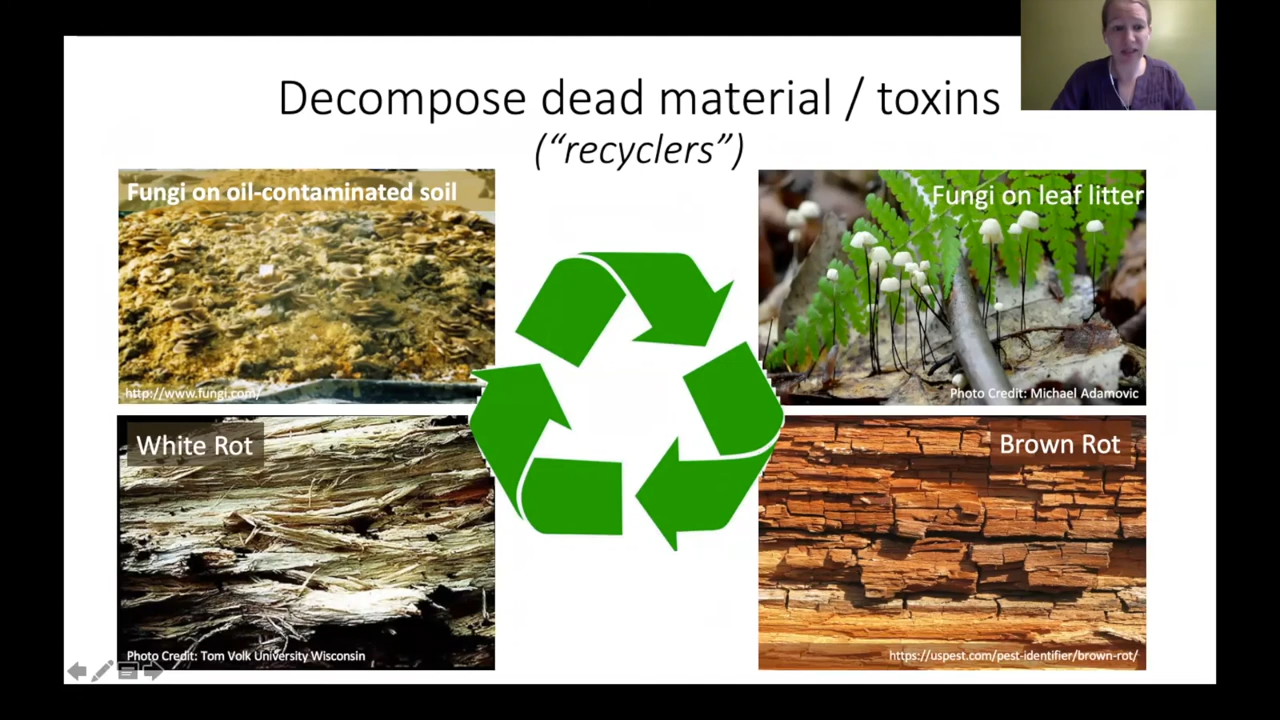 Decompose dead material / toxins
(“recyclers”)
Fungi on oil-contaminated soil
http://www.fungi.com/
Fungi on leaf litter
Photo Credit: Michael Adamovic
White Rot
Photo Credit: Tom Volk University Wisconsin
Brown Rot
https://uspest.com/pest-identifier/brown-rot/